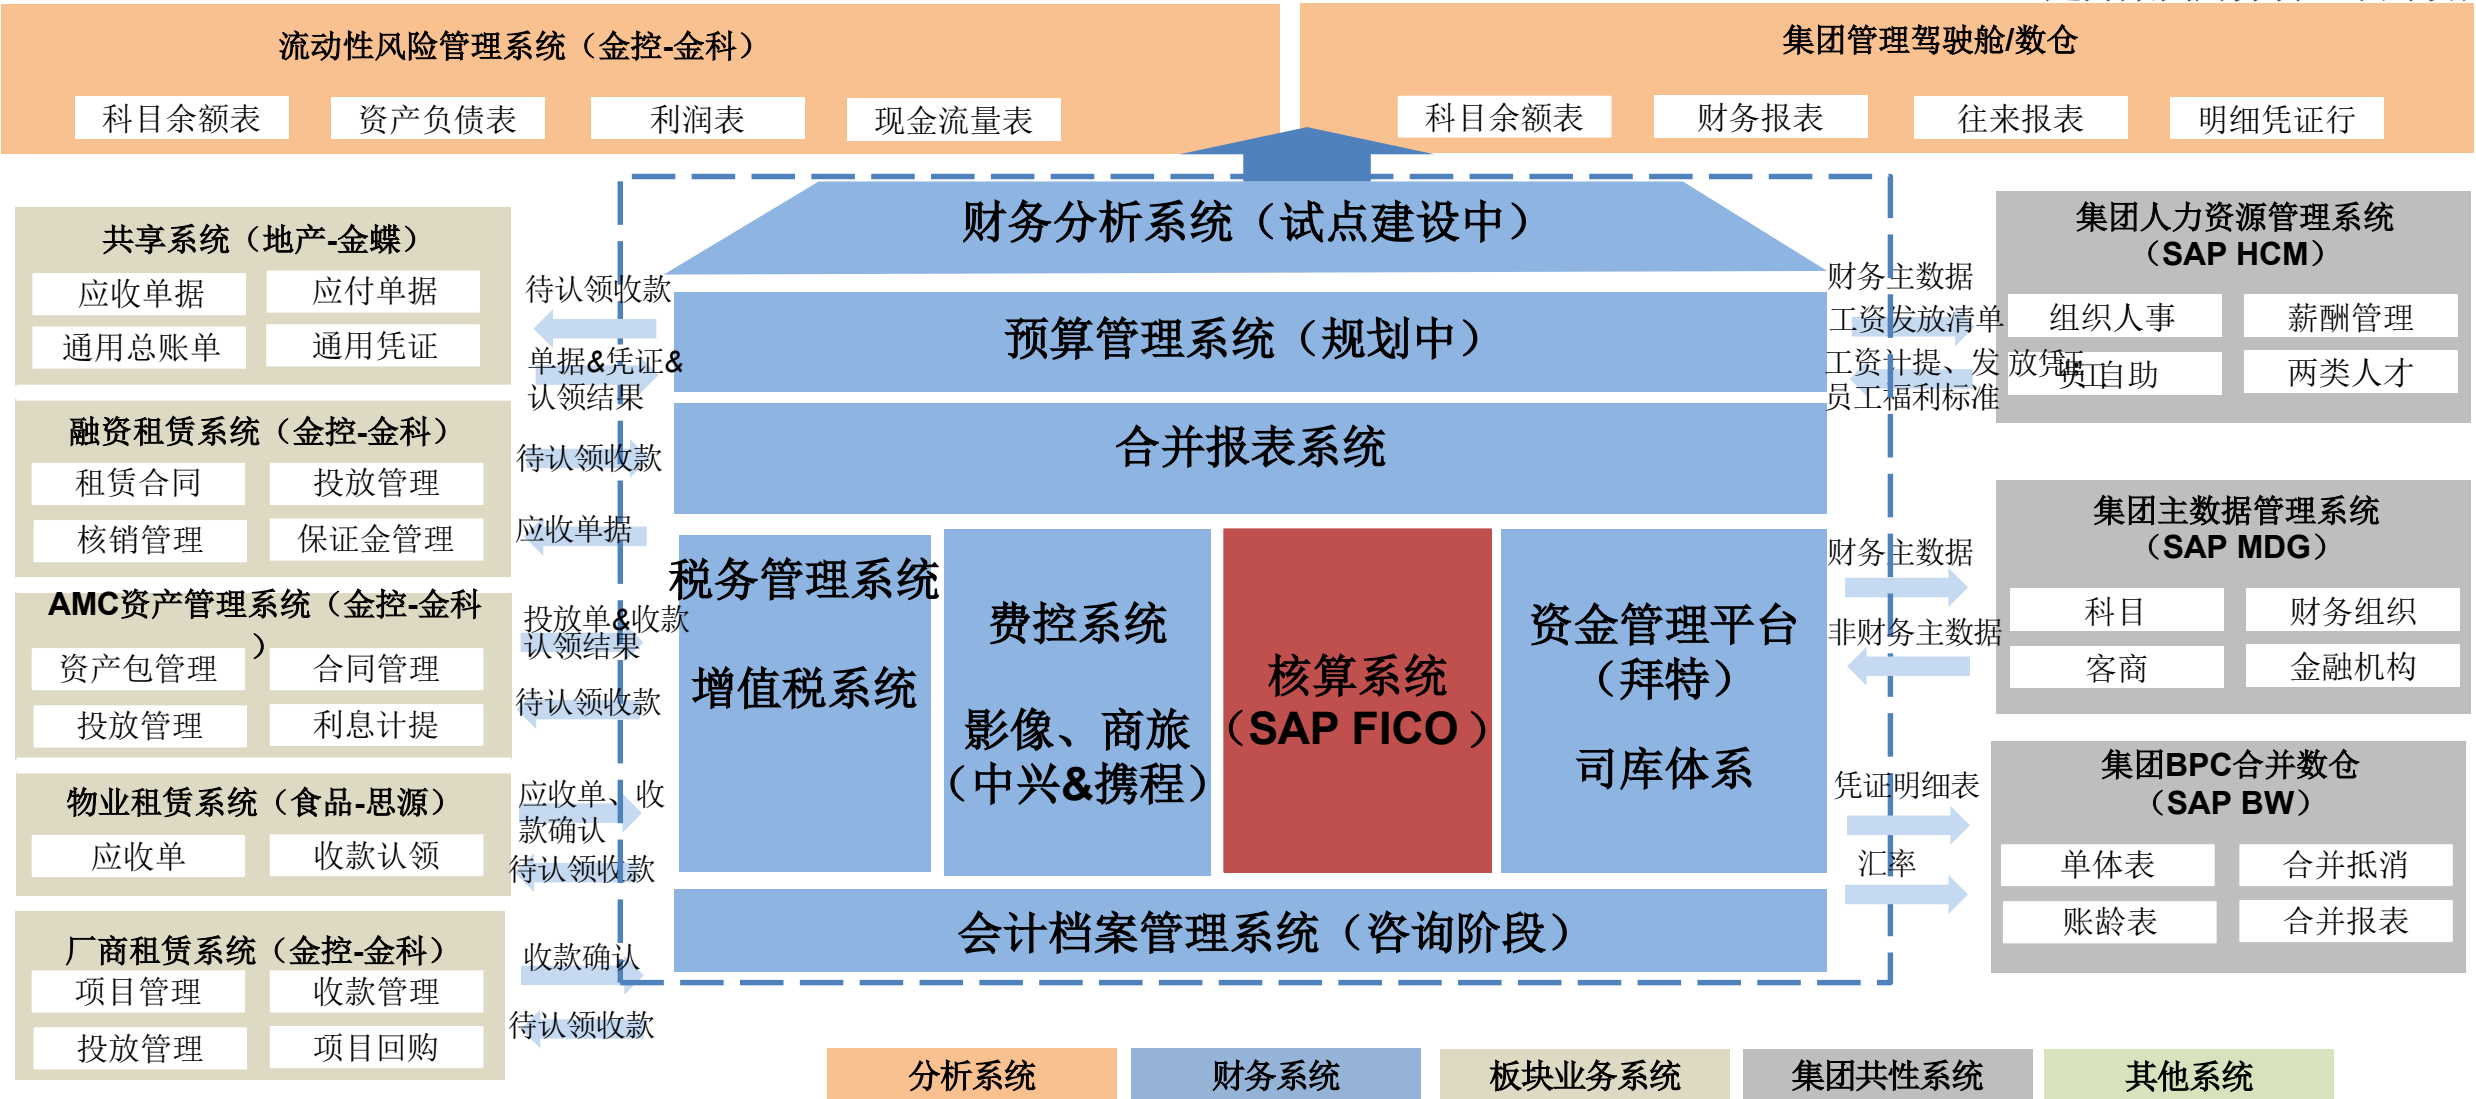 流动性风险管理系统（金控-金科）
科目余额表
资产负债表
利润表
现金流量表
集团管理驾驶舱/数仓
科目余额表
财务报表
往来报表
明细凭证行
共享系统（地产-金蝶）
应收单据
应付单据
通用总账单
通用凭证
融资租赁系统（金控-金科）
租赁合同
投放管理
核销管理
保证金管理
AMC资产管理系统（金控-金科
）
资产包管理
合同管理
投放管理
利息计提
物业租赁系统（食品-思源）
应收单
收款认领
厂商租赁系统（金控-金科）
项目管理
收款管理
投放管理
项目回购
待认领收款
单据&凭证&
认领结果
待认领收款
应收单据
投放单&收款
认领结果
待认领收款
应收单、收
款确认
待认领收款
收款确认
待认领收款
财务分析系统（试点建设中）
预算管理系统（规划中）
合并报表系统
税务管理系统
增值税系统
费控系统
影像、商旅
（中兴&携程）
核算系统
（SAP FICO）
资金管理平台
（拜特）
司库体系
会计档案管理系统（咨询阶段）
财务主数据
工资发放清单
工资计提、发 放凭证
员工福利标准
财务主数据
非财务主数据
凭证明细表
汇率
集团人力资源管理系统
（SAP HCM）
组织人事
薪酬管理
员工自助
两类人才
集团主数据管理系统
（SAP MDG）
科目
财务组织
客商
金融机构
集团BPC合并数仓
（SAP BW）
单体表
合并抵消
账龄表
合并报表
分析系统
财务系统
板块业务系统
集团共性系统
其他系统